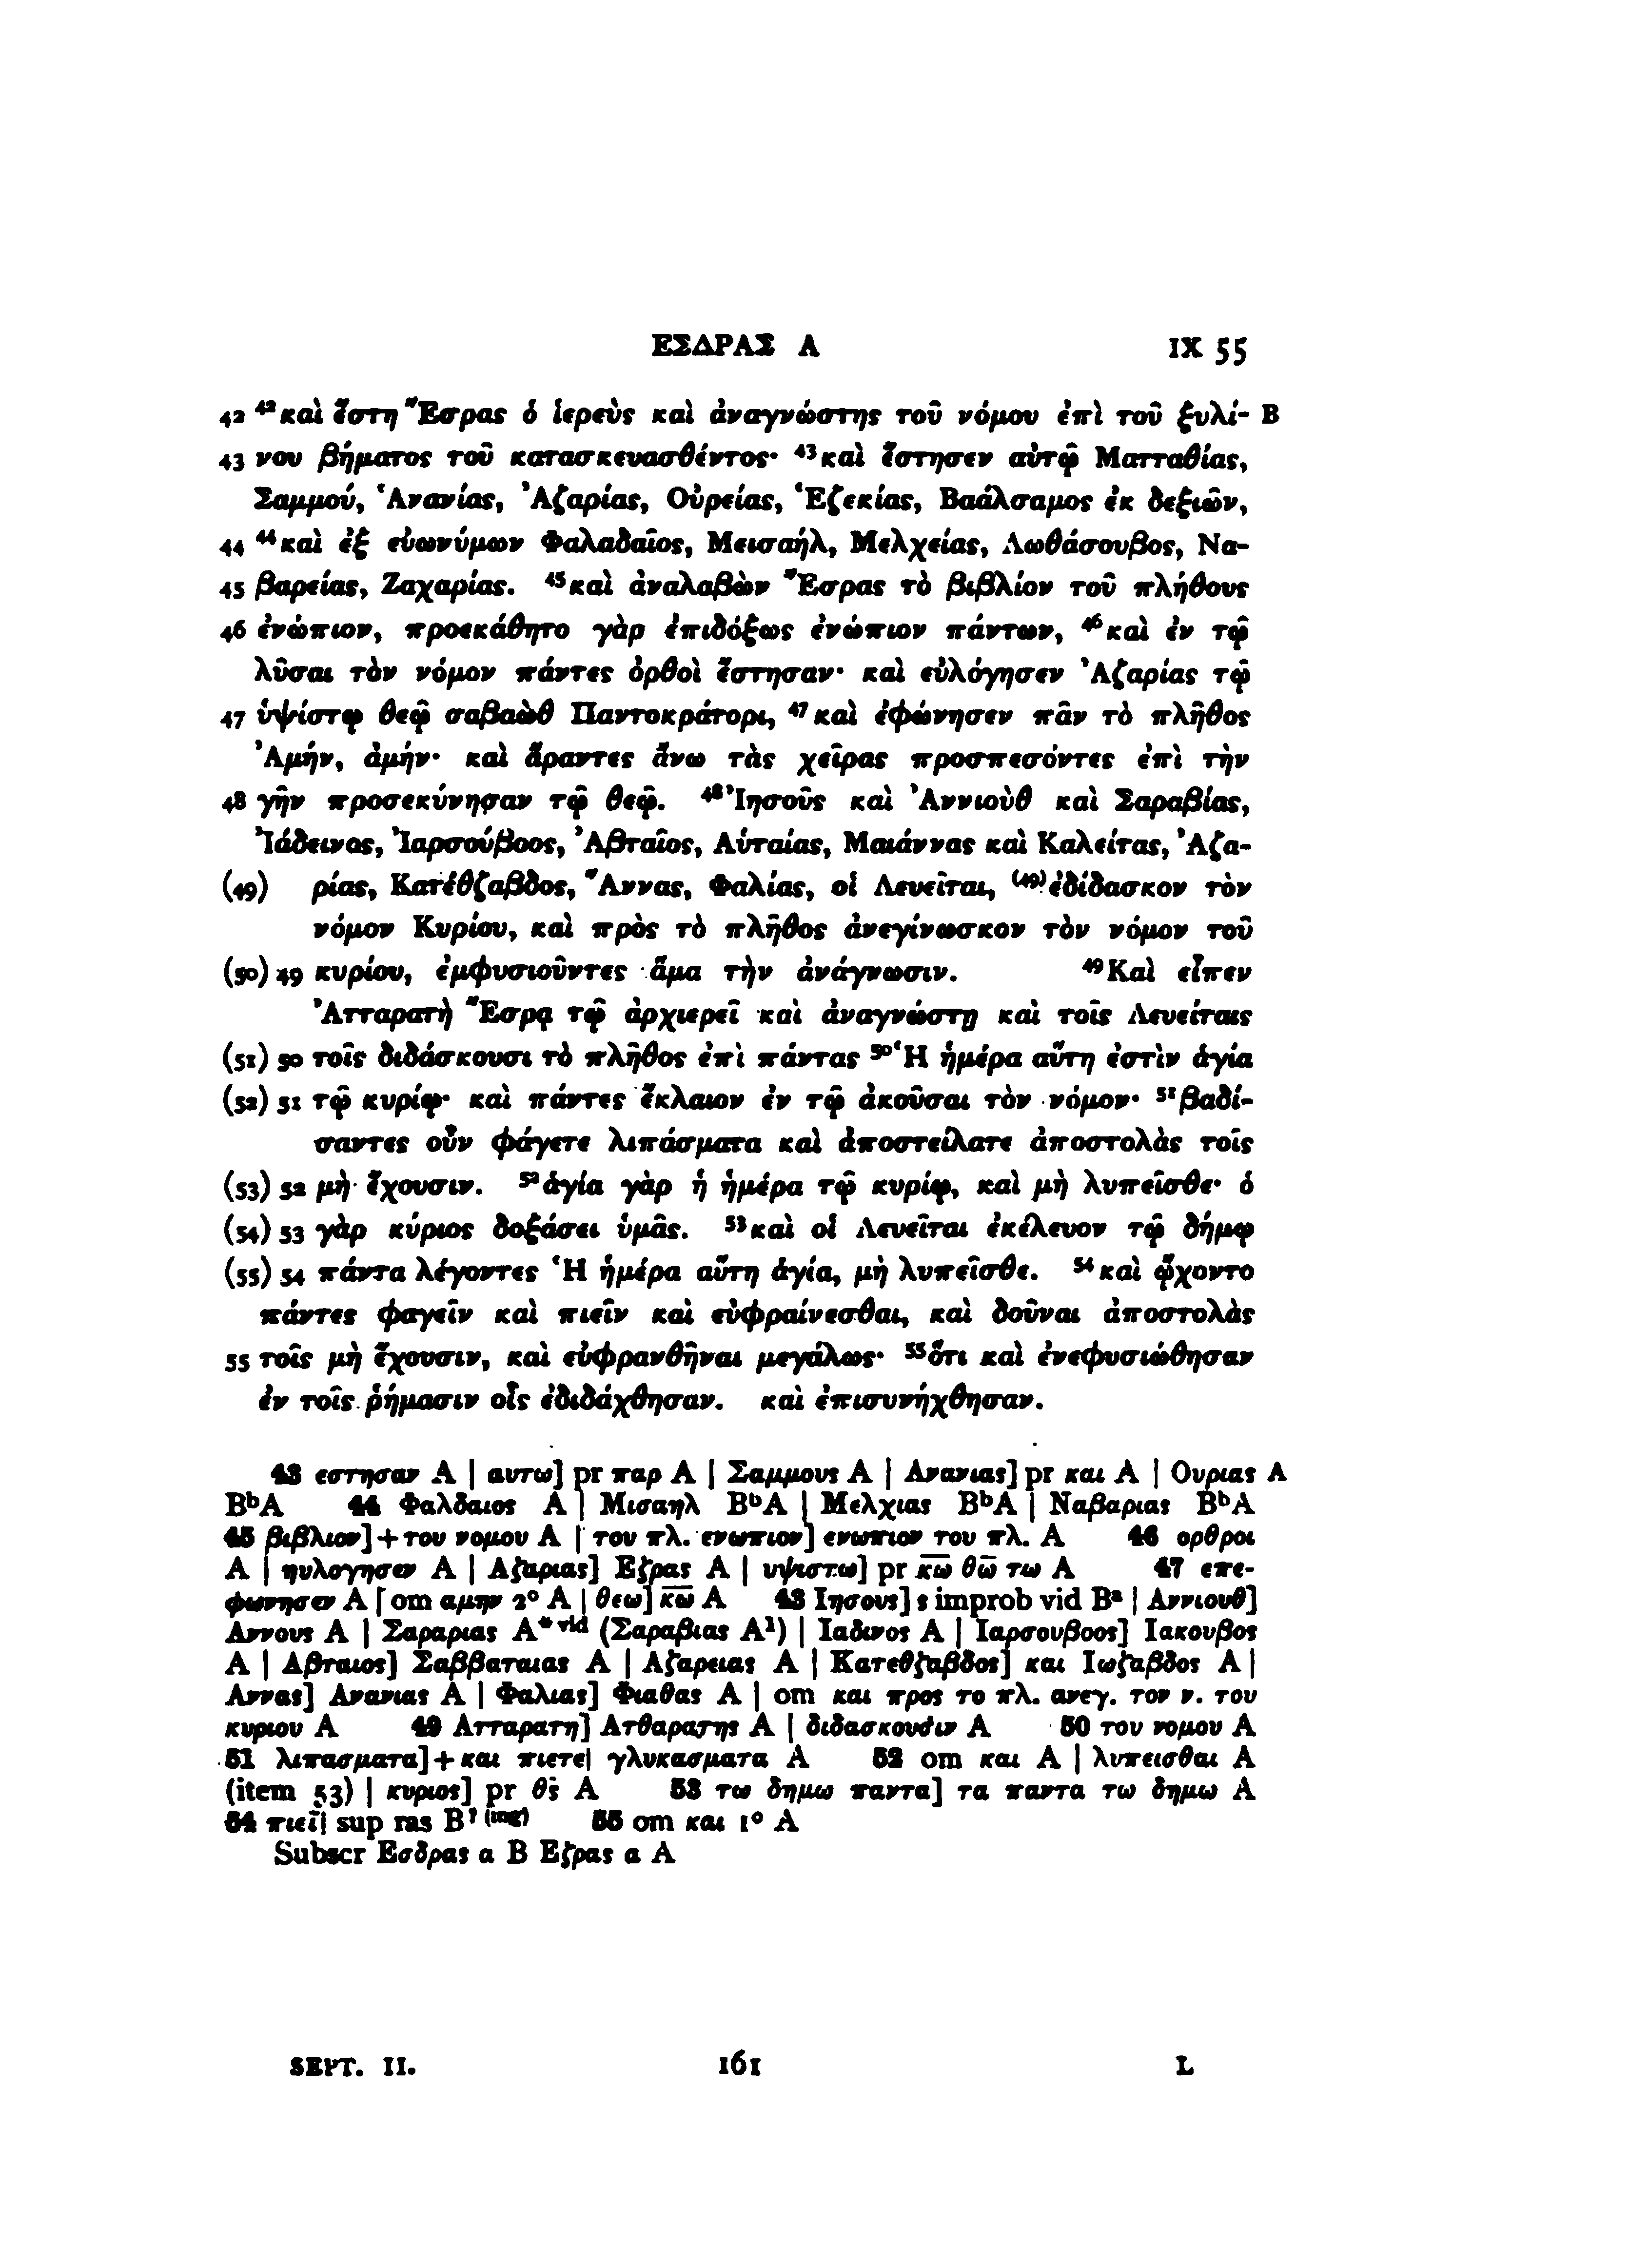 ΕΣΔΡΑΣ Α IX 55
42 ⁴²καὶ ἔστη Ἔσρας ὁ ἱερεὺς καὶ ἀναγνώστης τοῦ νόμου ἐπὶ τοῦ ξυλί- B
43 νου βήματος τοῦ κατασκευασθέντος· ⁴³καὶ ἔστησεν αὐτῷ Ματταθίας,
Σαμμού, Ἁνανίας, Ἀζαρίας, Οὐρείας, Ἑζεκίας, Βαάλσαμος ἐκ δεξιῶν,
44 ⁴⁴καὶ ἐξ εὐωνύμων Φαλαδαῖος, Μεισαήλ, Μελχείας, Λωθάσουβος, Να-
45 βαρείας, Ζαχαρίας. ⁴⁵καὶ ἀναλαβὼν Ἔσρας τὸ βιβλίον τοῦ πλήθους
46 ἐνώπιον, προεκάθητο γὰρ ἐπιδόξως ἐνώπιον πάντων, ⁴⁶καὶ ἐν τῷ
λῦσαι τὸν νόμον πάντες ὀρθοὶ ἔστησαν· καὶ εὐλόγησεν Ἀζαρίας τῷ
47 ὑψίστῳ θεῷ σαβαὼθ Παντοκράτορι, ⁴⁷καὶ ἐφώνησεν πᾶν τὸ πλῆθος
Ἀμήν, ἀμήν· καὶ ἄραντες ἄνω τὰς χεῖρας προσπεσόντες ἐπὶ τὴν
48 γῆν προσεκύνησαν τῷ θεῷ. ⁴⁸Ἰησοῦς καὶ Ἀννιοὺθ καὶ Σαραβίας,
Ἰάδεινος, Ἰαρσούβοος, Ἀβταῖος, Αὑταίας, Μαιάννας καὶ Καλείτας, Ἀζα-
(49) ρίας, Κατέθζαβδος, Ἄννας, Φαλίας, οἱ Λευεῖται, ⁽⁴⁹⁾ἐδίδασκον τὸν
νόμον Κυρίου, καὶ πρὸς τὸ πλῆθος ἀνεγίνωσκον τὸν νόμον τοῦ
(50) 49 κυρίου, ἐμφυσιοῦντες ἅμα τὴν ἀνάγνωσιν. ⁴⁹Καὶ εἶπεν
Ἀτταρατὴ Ἔσρᾳ τῷ ἀρχιερεῖ καὶ ἀναγνώστῃ καὶ τοῖς Λευείταις
(51) 50 τοῖς διδάσκουσι τὸ πλῆθος ἐπὶ πάντας ⁵⁰Ἡ ἡμέρα αὕτη ἐστὶν ἁγία
(52) 51 τῷ κυρίῳ· καὶ πάντες ἔκλαιον ἐν τῷ ἀκοῦσαι τὸν νόμον· ⁵¹βαδί-
σαντες οὖν φάγετε λιπάσματα καὶ ἀποστείλατε ἀποστολὰς τοῖς
(53) 52 μὴ ἔχουσιν. ⁵²ἁγία γὰρ ἡ ἡμέρα τῷ κυρίῳ, καὶ μὴ λυπεῖσθε· ὁ
(54) 53 γὰρ κύριος δοξάσει ὑμᾶς. ⁵³καὶ οἱ Λευεῖται ἐκέλευον τῷ δήμῳ
(55) 54 πάντα λέγοντες Ἡ ἡμέρα αὕτη ἁγία, μὴ λυπεῖσθε. ⁵⁴καὶ ᾤχοντο
πάντες φαγεῖν καὶ πιεῖν καὶ εὐφραίνεσθαι, καὶ δοῦναι ἀποστολὰς
55 τοῖς μὴ ἔχουσιν, καὶ εὐφρανθῆναι μεγάλως· ⁵⁵ὅτι καὶ ἐνεφυσιώθησαν
ἐν τοῖς ῥήμασιν οἷς ἐδιδάχθησαν. καὶ ἐπισυνήχθησαν.
43 εστησαν A | αυτω] pr παρ A | Σαμμους A | Ανανιας] pr και A | Ουριας A
BᵇA 44 Φαλδαιος A | Μισαηλ BᵇA | Μελχιας BᵇA | Ναβαριας BᵇA
45 βιβλιον]+του νομου A | του πλ. ενωπιον] ενωπιον του πλ. A 46 ορθροι
A | ηυλογησεν A | Αζαριας] Εζρας A | υψιστω] pr κ̅ω̅ θ̅ω̅ τω A 47 επε-
φωνησεν A | om αμην 2° A | θεω] κ̅ω̅ A 48 Ιησους] s improb vid Bᵃ | Αννιουθ]
Αννους A | Σαραριας A*ᵛⁱᵈ (Σαραβιας A¹) | Ιαδινος A | Ιαρσουβοος] Ιακουβος
A | Αβταιος] Σαββαταιας A | Αζαρειας A | Κατεθζαβδος] και Ιωζαβδος A |
Αννας] Ανανιας A | Φαλιας] Φιαθας A | om και προς το πλ. ανεγ. τον ν. του
κυριου A 49 Ατταρατη] Ατθαρατης A | διδασκουσιν A 50 του νομου A
51 λιπασματα]+και πιετε| γλυκασματα A 52 om και A | λυπεισθαι A
(item 53) | κυριος] pr θ̅ς̅ A 53 τω δημω παντα] τα παντα τω δημω A
54 πιεῑ| sup ras B? ⁽ᵐᵍ⁾ 55 om και 1° A
Subscr Εσδρας α B Εζρας α A
SEPT. II. 161 L